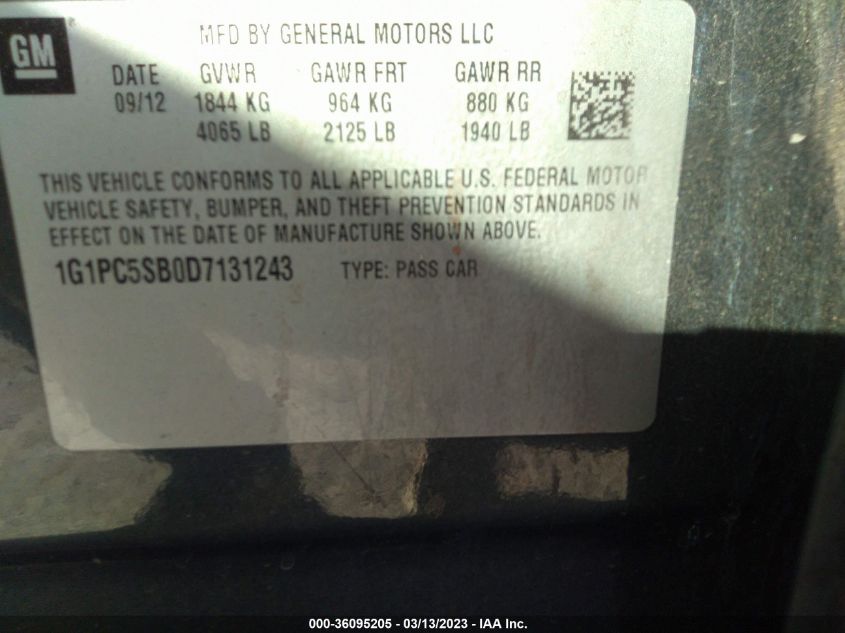 GM
MFD BY GENERAL MOTORS LLC
DATE GVWR GAWR FRT GAWR RR
09/12 1844 KG 964 KG 880 KG
4065 LB 2125 LB 1940 LB
THIS VEHICLE CONFORMS TO ALL APPLICABLE U.S. FEDERAL MOTOR
VEHICLE SAFETY, BUMPER, AND THEFT PREVENTION STANDARDS IN
EFFECT ON THE DATE OF MANUFACTURE SHOWN ABOVE.
1G1PC5SB0D7131243 TYPE: PASS CAR
000-36095205 - 03/13/2023 - IAA Inc.